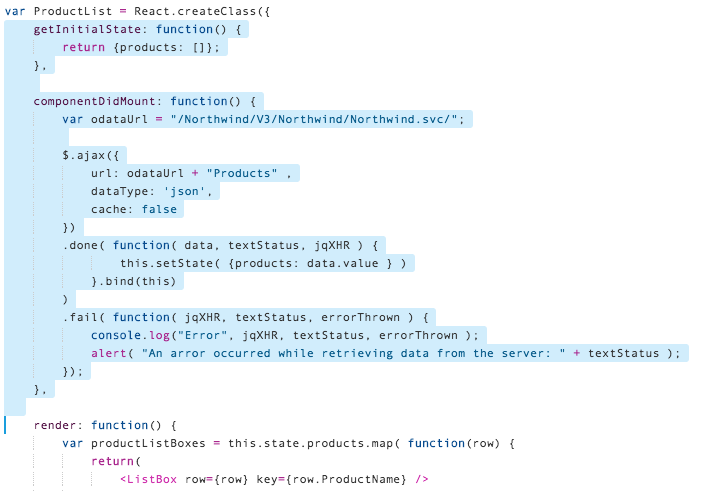 var ProductList = React.createClass({
    getInitialState: function() {
        return {products: []};
    },

    componentDidMount: function() {
        var odataUrl = "/Northwind/V3/Northwind/Northwind.svc/";

        $.ajax({
            url: odataUrl + "Products" ,
            dataType: 'json',
            cache: false
        })
        .done( function( data, textStatus, jqXHR ) {
                this.setState( {products: data.value } )
            }.bind(this)
        )
        .fail( function( jqXHR, textStatus, errorThrown ) {
            console.log("Error", jqXHR, textStatus, errorThrown );
            alert( "An arror occurred while retrieving data from the server: " + textStatus );
        });
    },

    render: function() {
        var productListBoxes = this.state.products.map( function(row) {
            return(
                <ListBox row={row} key={row.ProductName} />